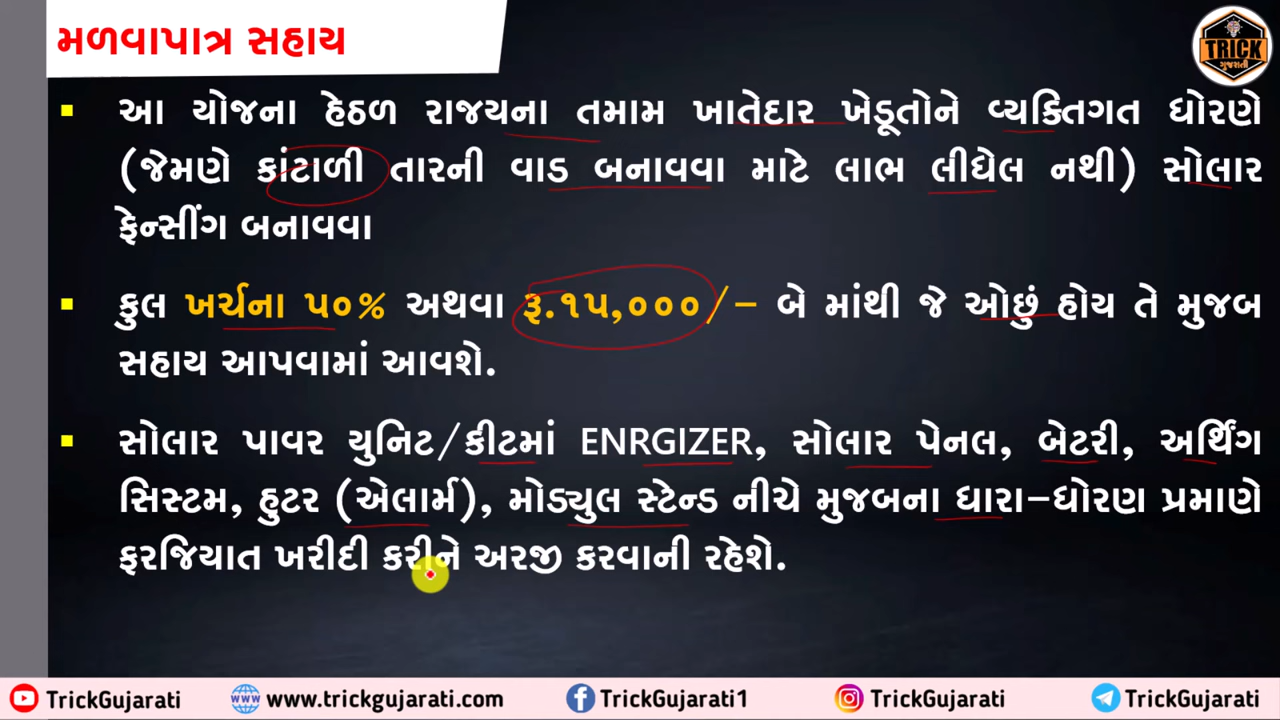 મળવાપાત્ર સહાય
TRICK
ગુજરાતી
▪ આ યોજના હેઠળ રાજયના તમામ ખાતેદાર ખેડૂતોને વ્યક્તિગત ધોરણે
(જેમણે કાંટાળી તારની વાડ બનાવવા માટે લાભ લીધેલ નથી) સોલાર
ફેન્સીંગ બનાવવા
▪ કુલ ખર્ચના ૫૦% અથવા રૂ.૧૫,૦૦૦/- બે માંથી જે ઓછું હોય તે મુજબ
સહાય આપવામાં આવશે.
▪ સોલાર પાવર યુનિટ/કીટમાં ENRGIZER, સોલાર પેનલ, બેટરી, અર્થિંગ
સિસ્ટમ, હુટર (એલાર્મ), મોડ્યુલ સ્ટેન્ડ નીચે મુજબના ધારા-ધોરણ પ્રમાણે
ફરજિયાત ખરીદી કરીને અરજી કરવાની રહેશે.
TrickGujarati www.trickgujarati.com TrickGujarati1 TrickGujarati TrickGujarati